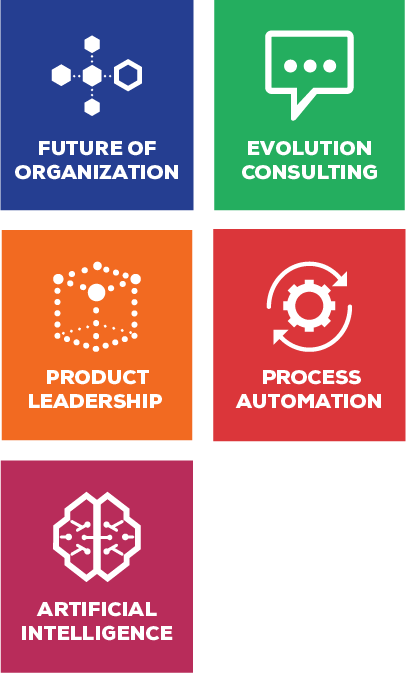 FUTURE OF
ORGANIZATION
EVOLUTION
CONSULTING
PRODUCT
LEADERSHIP
PROCESS
AUTOMATION
ARTIFICIAL
INTELLIGENCE